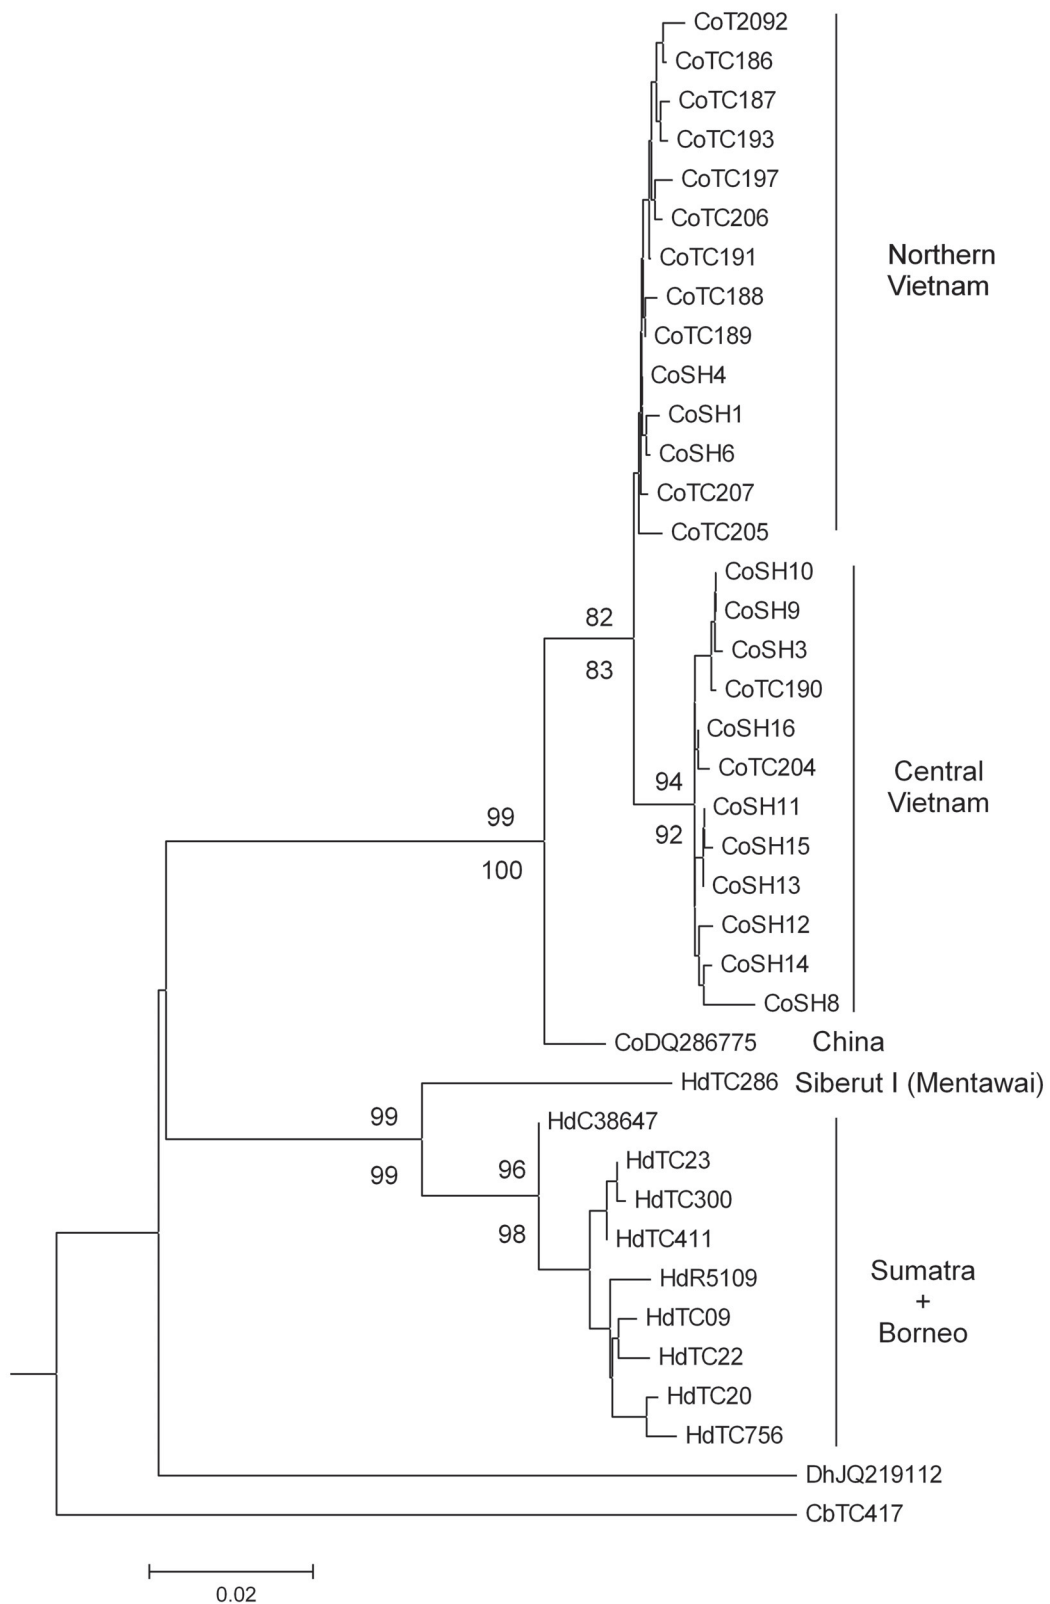 CoT2092
CoTC186
CoTC187
CoTC193
CoTC197
CoTC206
CoTC191
CoTC188
CoTC189
CoSH4
CoSH1
CoSH6
CoTC207
CoTC205
Northern
Vietnam
CoSH10
CoSH9
CoSH3
CoTC190
CoSH16
CoTC204
CoSH11
CoSH15
CoSH13
CoSH12
CoSH14
CoSH8
Central
Vietnam
82
83
94
92
99
100
CoDQ286775 China
HdTC286 Siberut I (Mentawai)
99
99
96
98
HdC38647
HdTC23
HdTC300
HdTC411
HdR5109
HdTC09
HdTC22
HdTC20
HdTC756
Sumatra
+
Borneo
DhJQ219112
CbTC417
0.02